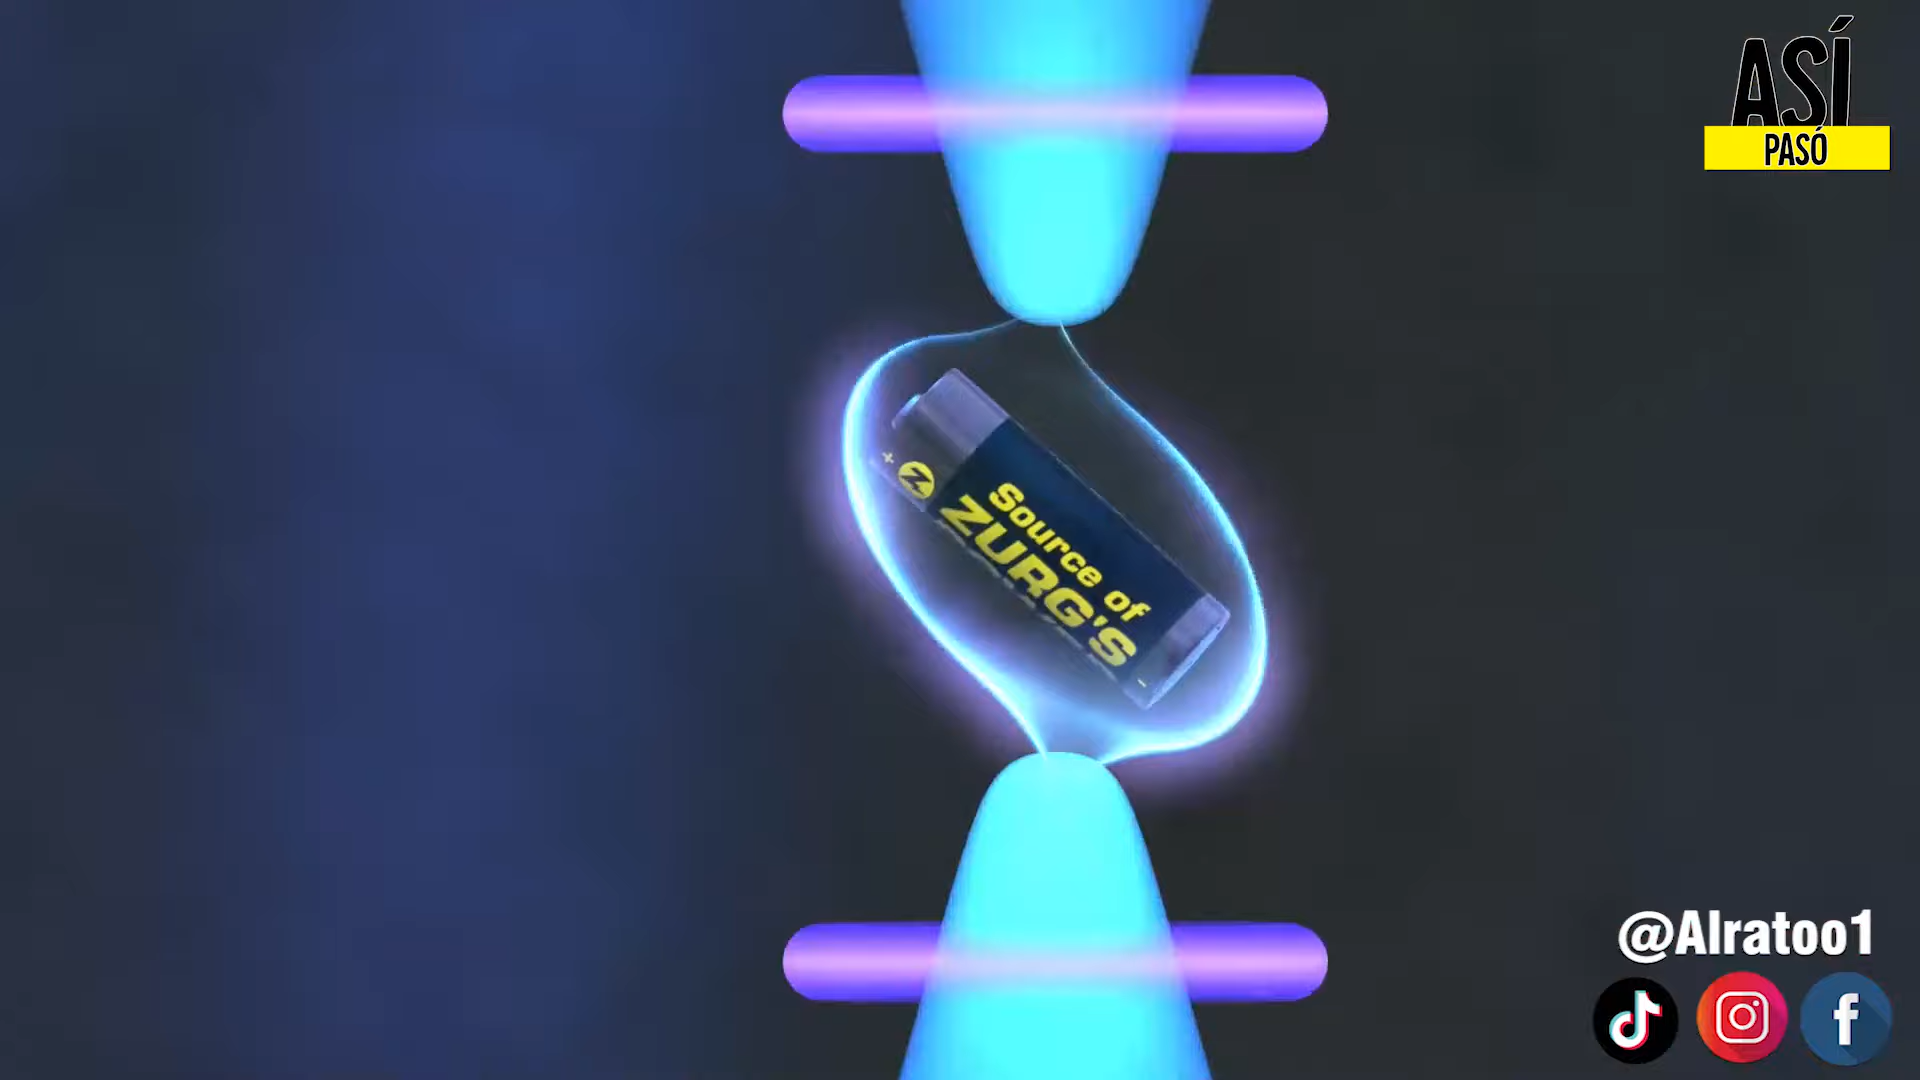 ASÍ
PASÓ
+ Z
Source of
ZURG'S
-
@Alratoo1